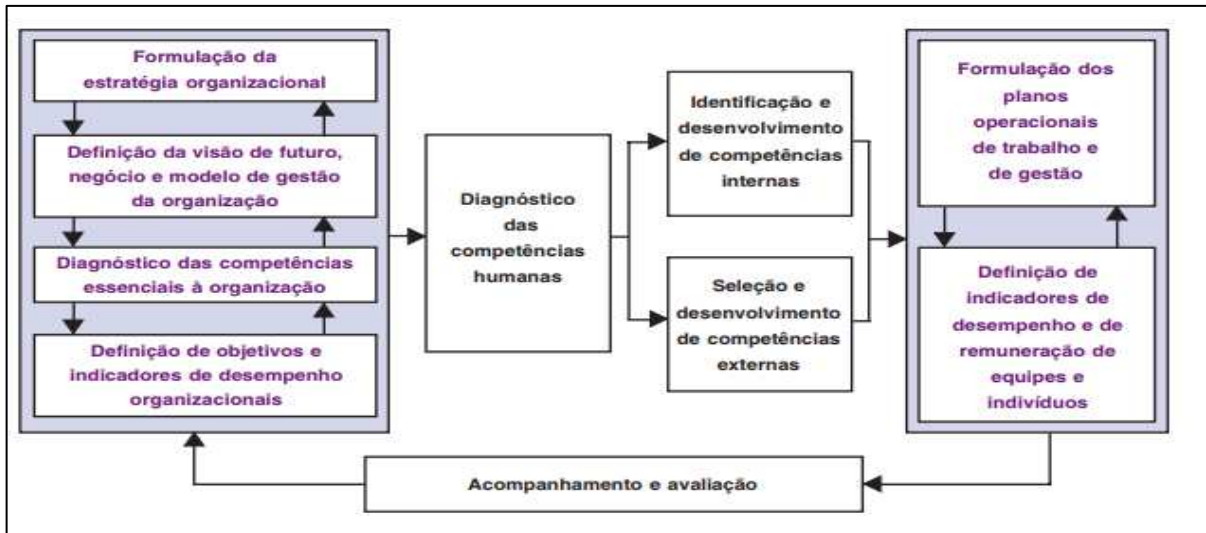 Formulação da
estratégia organizacional
Definição da visão de futuro,
negócio e modelo de gestão
da organização
Diagnóstico das competências
essenciais à organização
Definição de objetivos e
indicadores de desempenho
organizacionais
Diagnóstico
das
competências
humanas
Identificação e
desenvolvimento
de competências
internas
Seleção e
desenvolvimento
de competências
externas
Formulação dos
planos
operacionais
de trabalho e
de gestão
Definição de
indicadores de
desempenho e de
remuneração de
equipes e
indivíduos
Acompanhamento e avaliação